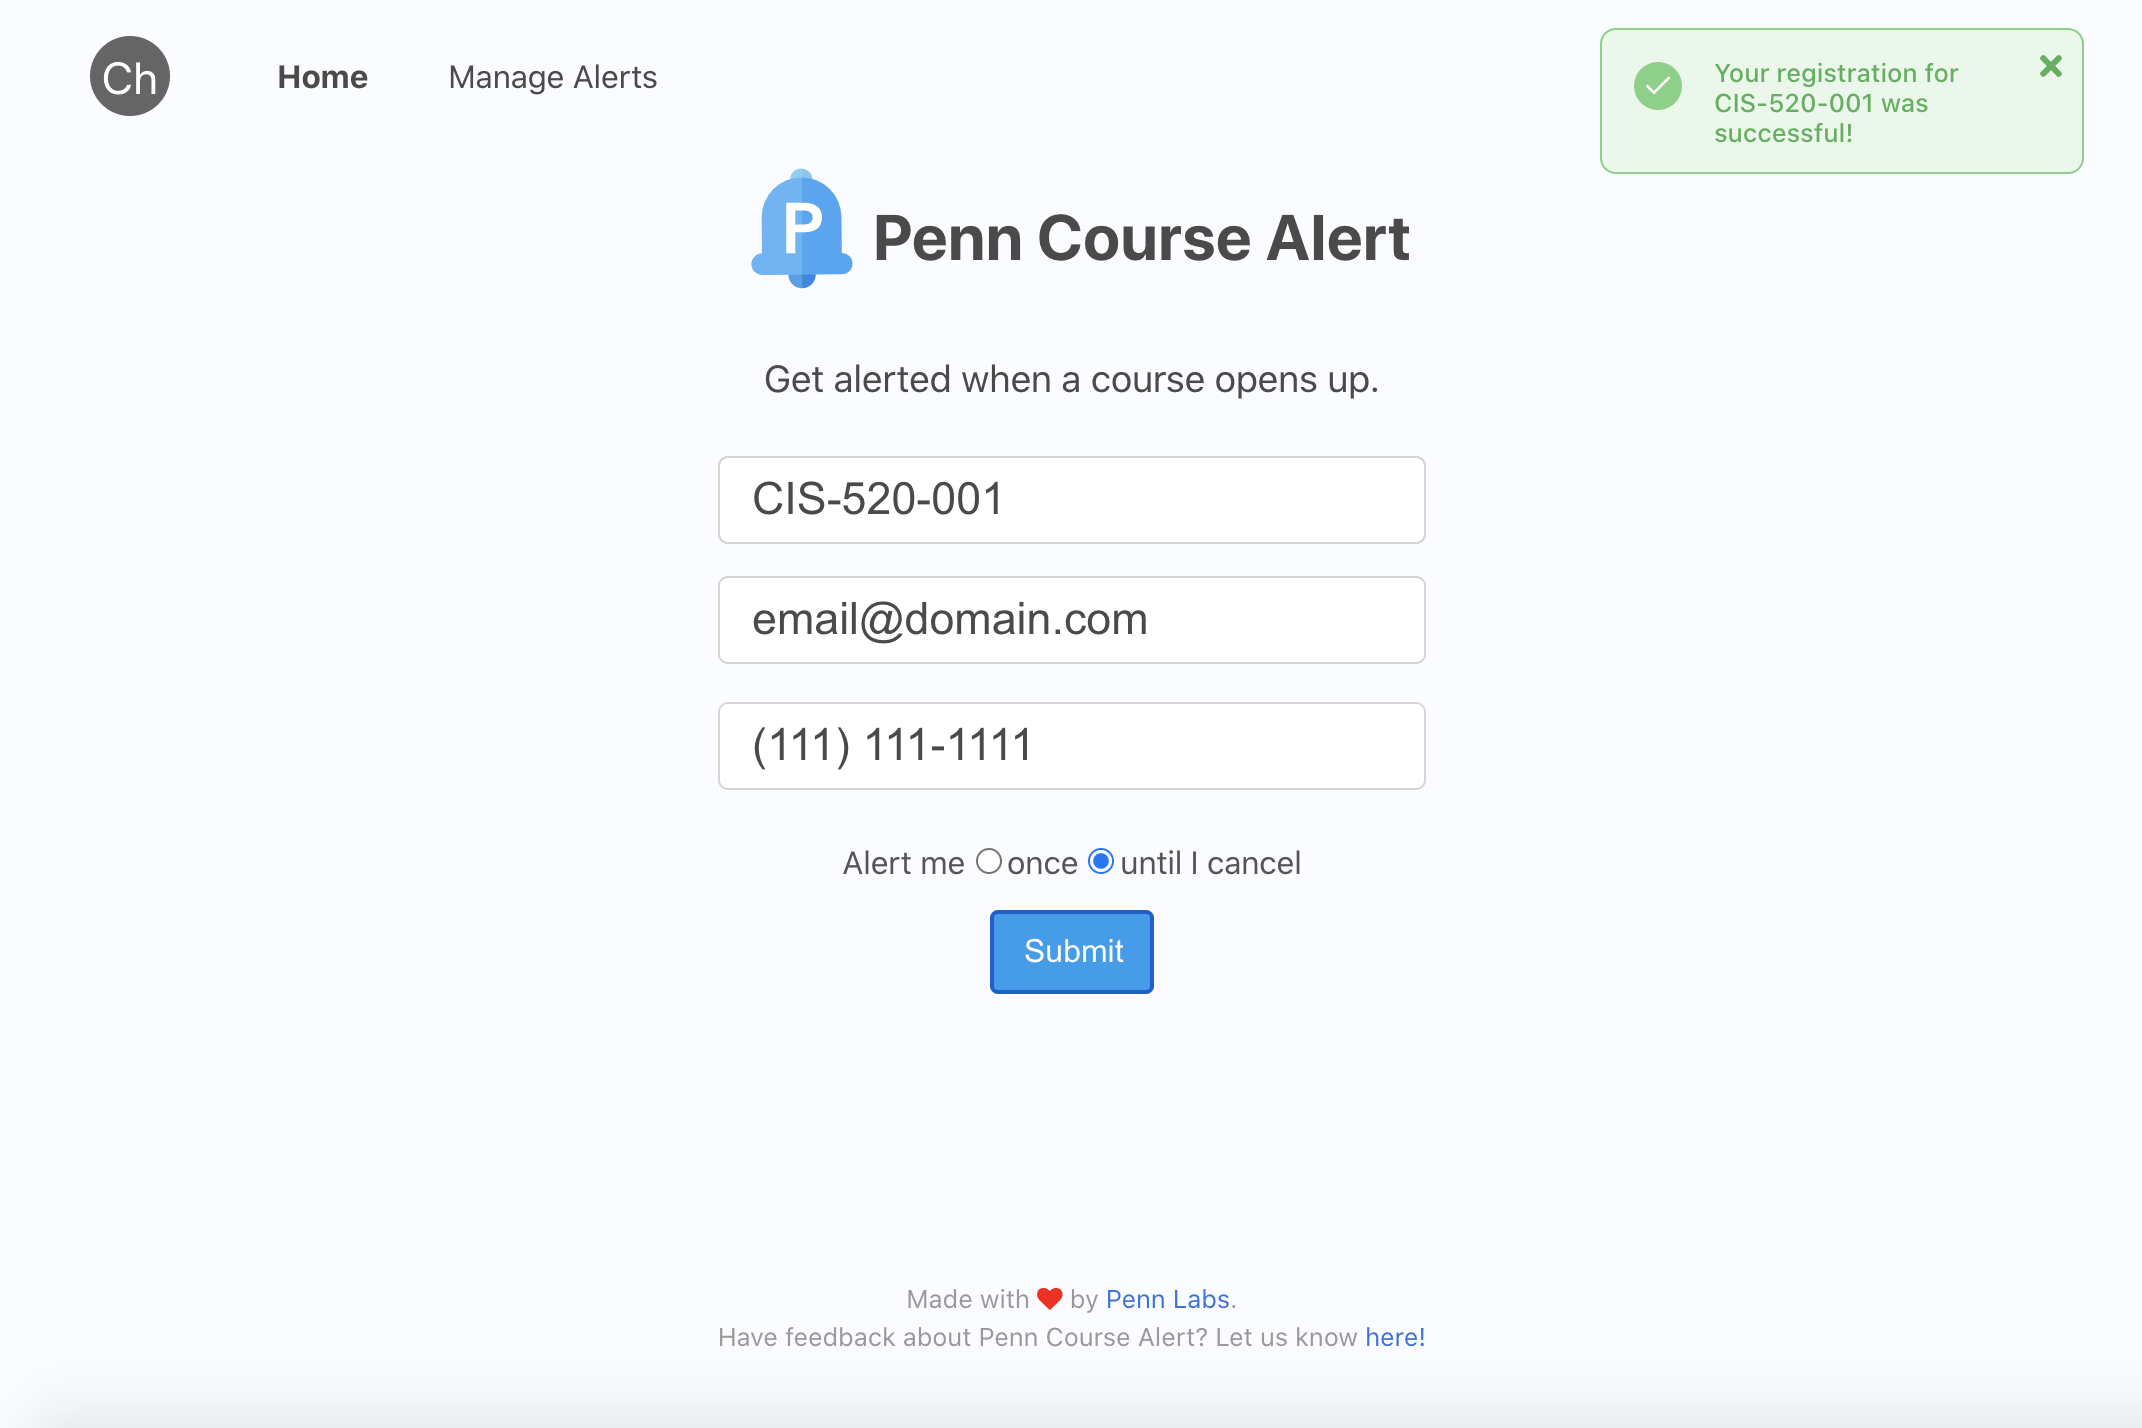 Ch
Home
Manage Alerts
Your registration for
CIS-520-001 was
successful!
P
Penn Course Alert
Get alerted when a course opens up.
CIS-520-001
email@domain.com
(111) 111-1111
Alert me once until I cancel
Submit
Made with ❤ by Penn Labs.
Have feedback about Penn Course Alert? Let us know here!